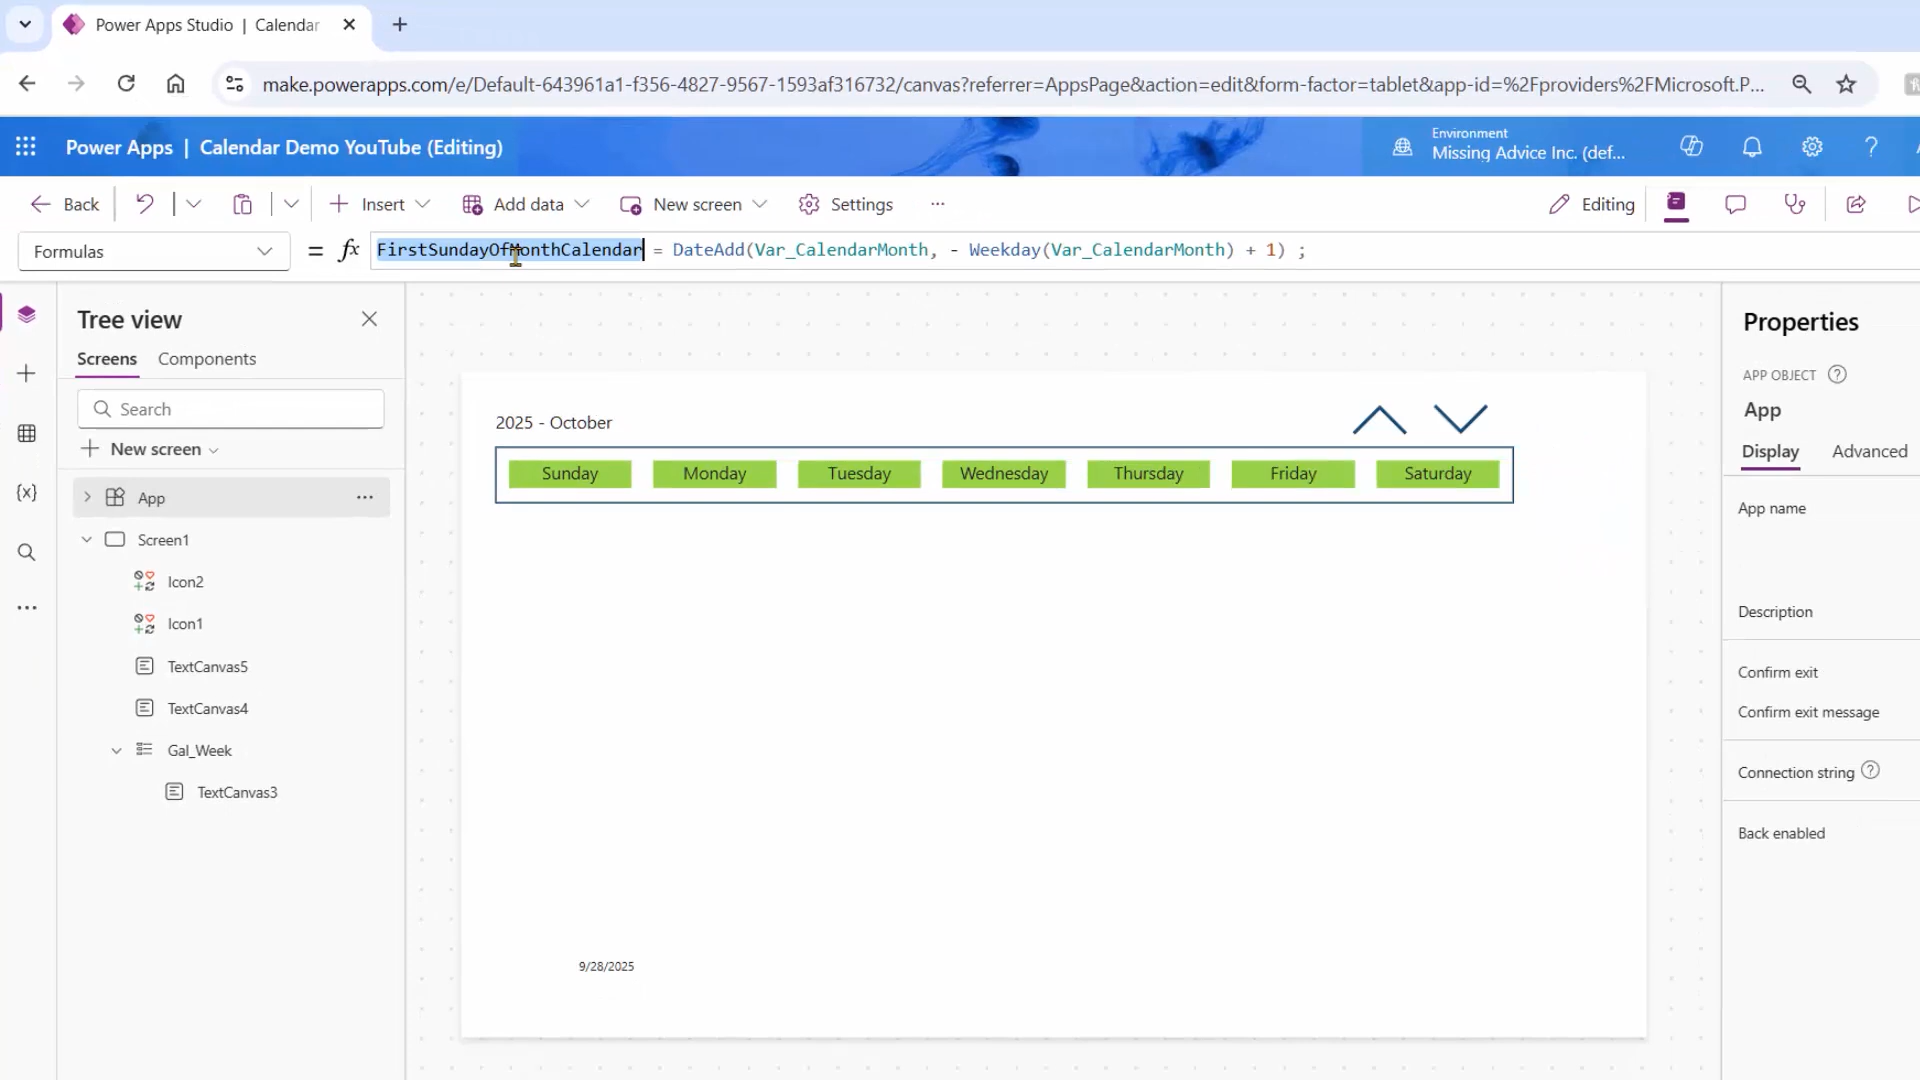 Power Apps Studio | Calendar
make.powerapps.com/e/Default-643961a1-f356-4827-9567-1593af316732/canvas?referrer=AppsPage&action=edit&form-factor=tablet&app-id=%2Fproviders%2FMicrosoft.P...
Power Apps | Calendar Demo YouTube (Editing)
Environment
Missing Advice Inc. (def...
Back
Insert
Add data
New screen
Settings
Editing
Formulas
= fx
FirstSundayOfMonthCalendar = DateAdd(Var_CalendarMonth, - Weekday(Var_CalendarMonth) + 1) ;
Tree view
Screens Components
Search
New screen
App
Screen1
Icon2
Icon1
TextCanvas5
TextCanvas4
Gal_Week
TextCanvas3
2025 - October
Sunday Monday Tuesday Wednesday Thursday Friday Saturday
9/28/2025
Properties
APP OBJECT
App
Display Advanced
App name
Description
Confirm exit
Confirm exit message
Connection string
Back enabled